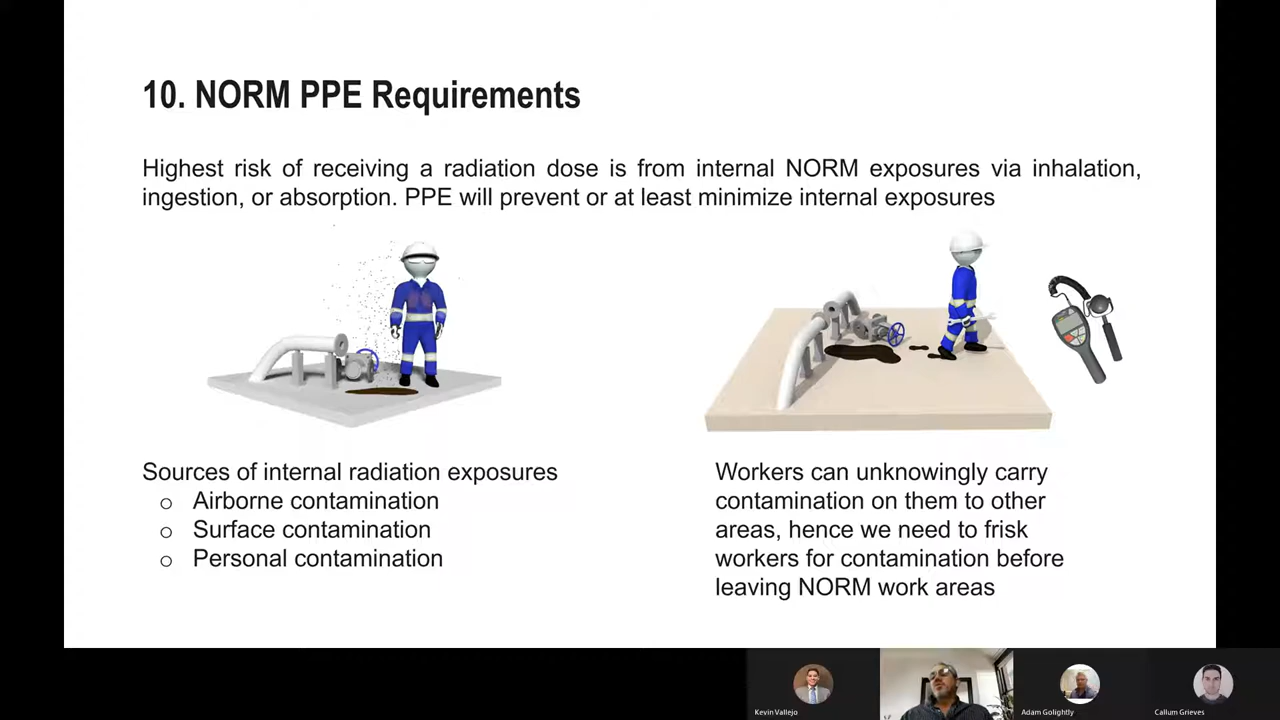 10. NORM PPE Requirements
Highest risk of receiving a radiation dose is from internal NORM exposures via inhalation,
ingestion, or absorption. PPE will prevent or at least minimize internal exposures
Sources of internal radiation exposures
o Airborne contamination
o Surface contamination
o Personal contamination
Workers can unknowingly carry
contamination on them to other
areas, hence we need to frisk
workers for contamination before
leaving NORM work areas
Kevin Vallejo
Adam Golightly
Callum Grieves